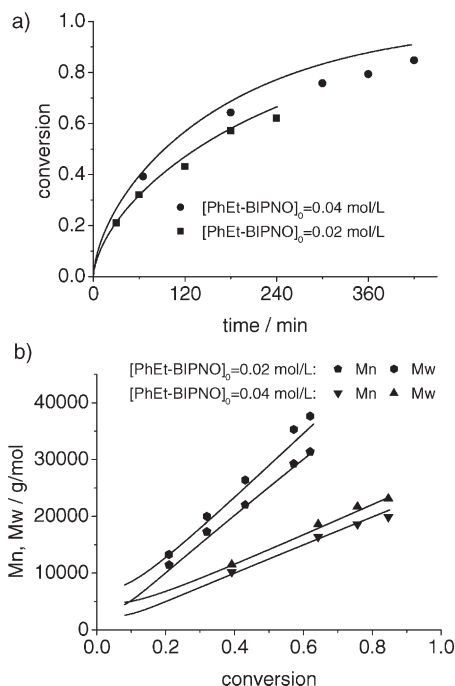 a)
1.0
0.8
0.6
0.4
0.2
0.0
conversion
[PhEt-BIPNO]₀=0.04 mol/L
[PhEt-BIPNO]₀=0.02 mol/L
0 120 240 360
time / min
b)
[PhEt-BIPNO]₀=0.02 mol/L: Mn Mw
[PhEt-BIPNO]₀=0.04 mol/L: Mn Mw
40000
30000
20000
10000
0
Mn, Mw / g/mol
0.0 0.2 0.4 0.6 0.8 1.0
conversion